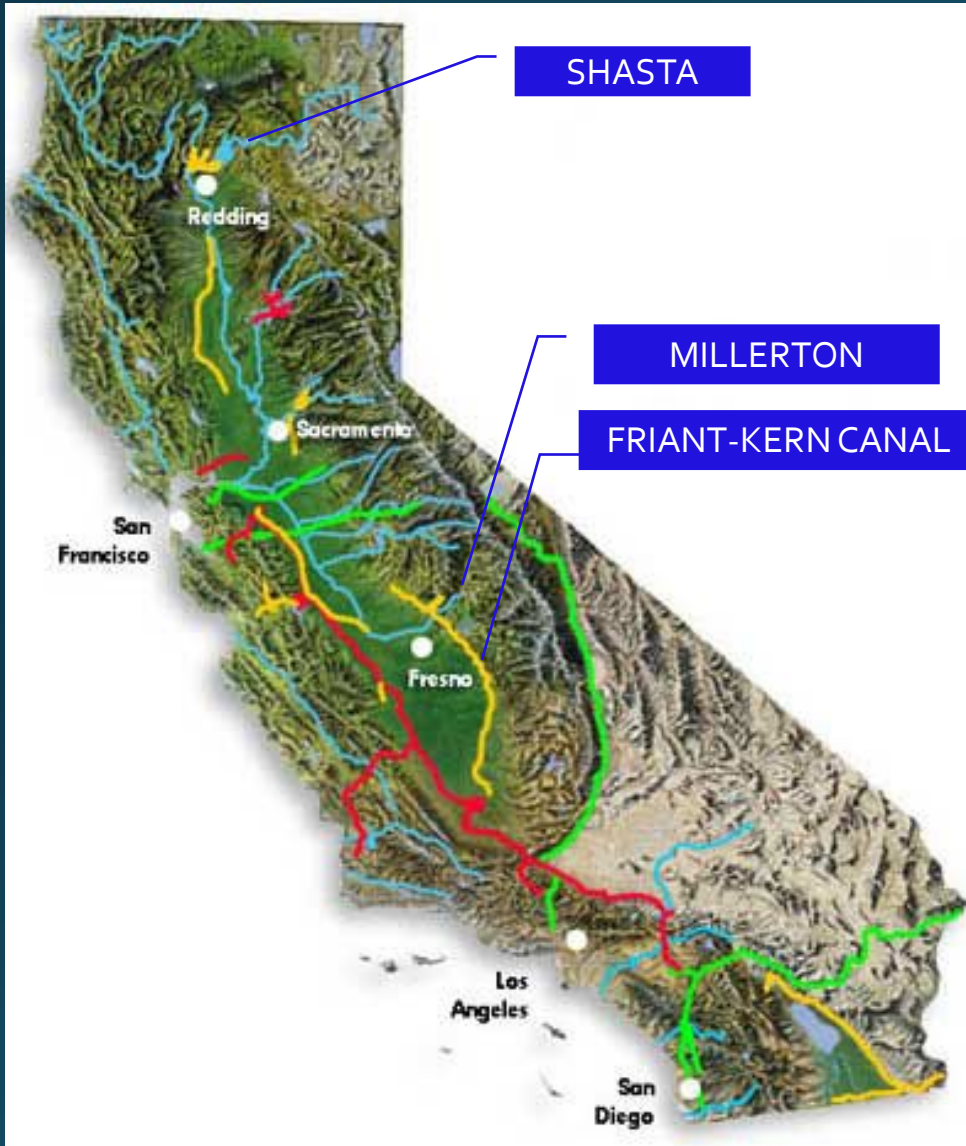 SHASTA
Redding
MILLERTON
FRIANT-KERN CANAL
Sacramento
San
Francisco
Fresno
Los
Angeles
San
Diego